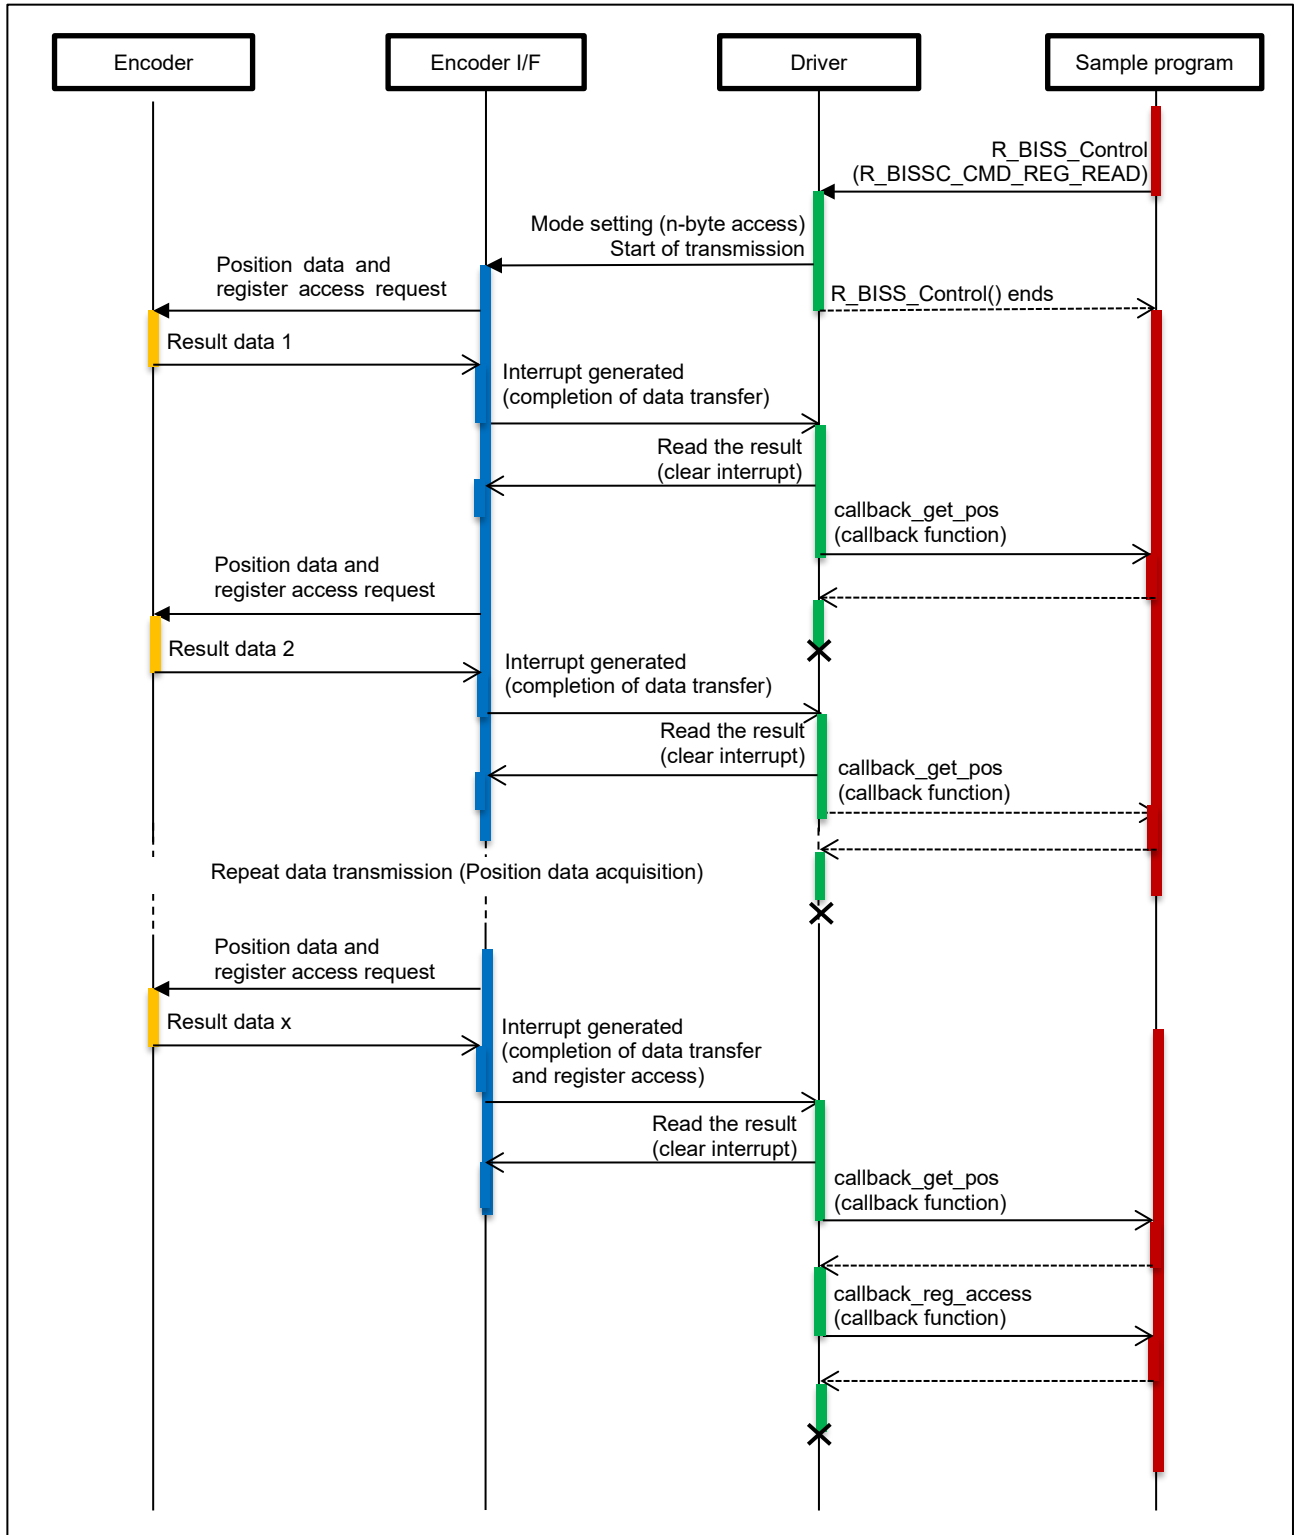 Encoder
Encoder I/F
Driver
Sample program
R_BISS_Control
(R_BISSC_CMD_REG_READ)
Mode setting (n-byte access)
Start of transmission
Position data and
register access request
R_BISS_Control() ends
Result data 1
Interrupt generated
(completion of data transfer)
Read the result
(clear interrupt)
callback_get_pos
(callback function)
Position data and
register access request
Result data 2
Interrupt generated
(completion of data transfer)
Read the result
(clear interrupt)
callback_get_pos
(callback function)
Repeat data transmission (Position data acquisition)
Position data and
register access request
Result data x
Interrupt generated
(completion of data transfer
and register access)
Read the result
(clear interrupt)
callback_get_pos
(callback function)
callback_reg_access
(callback function)